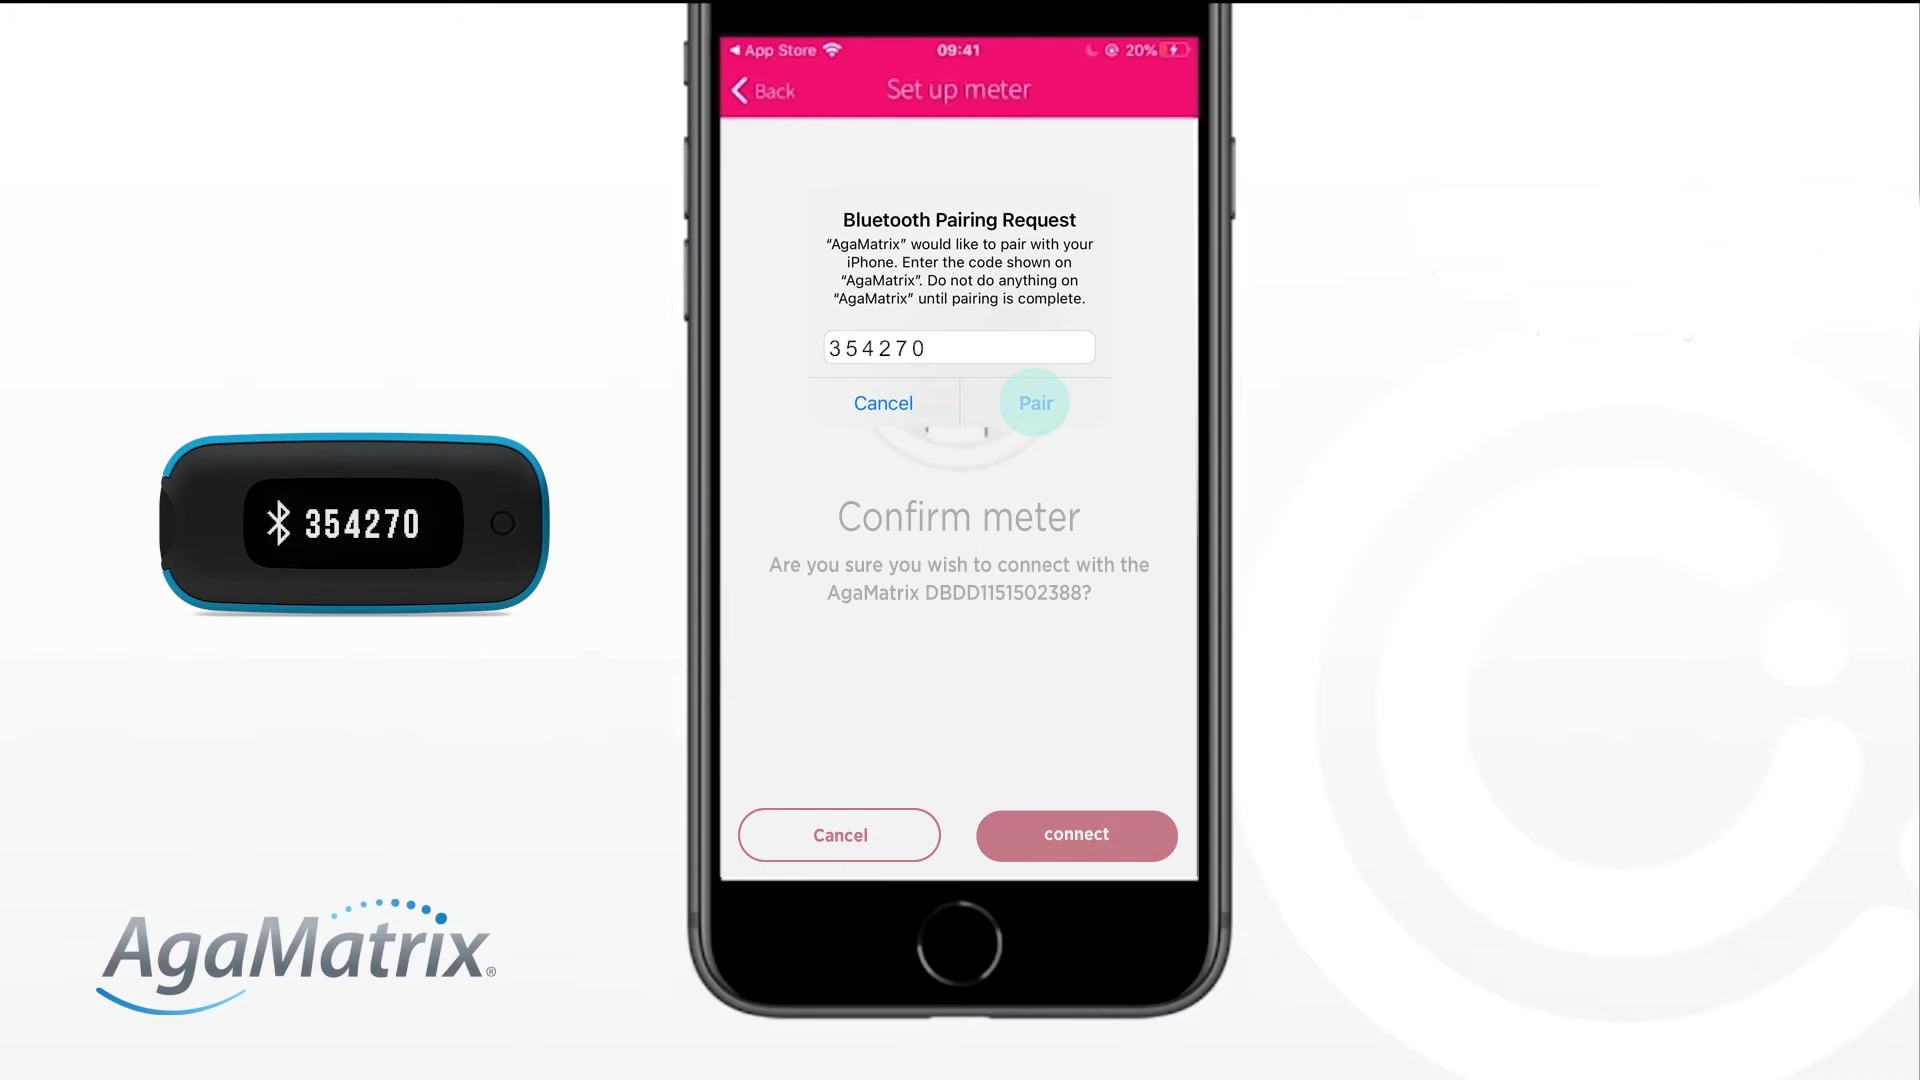 App Store
09:41
20%
Back
Set up meter
Bluetooth Pairing Request
“AgaMatrix” would like to pair with your
iPhone. Enter the code shown on
“AgaMatrix”. Do not do anything on
“AgaMatrix” until pairing is complete.
354270
Cancel
Pair
354270
Confirm meter
Are you sure you wish to connect with the
AgaMatrix DBDD1151502388?
Cancel
connect
AgaMatrix®